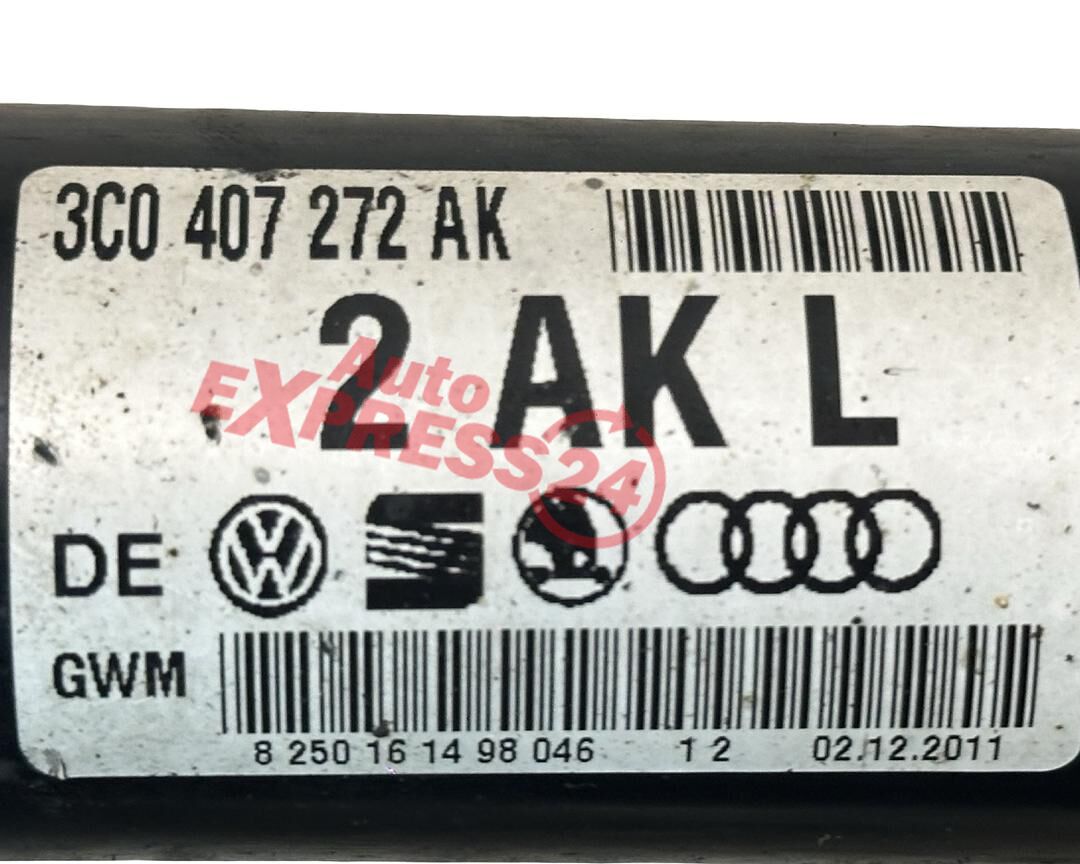 3C0 407 272 AK
2 AK L
Auto
EXPRESS24
DE
GWM
8 250 16 14 98 046 1 2 02.12.2011